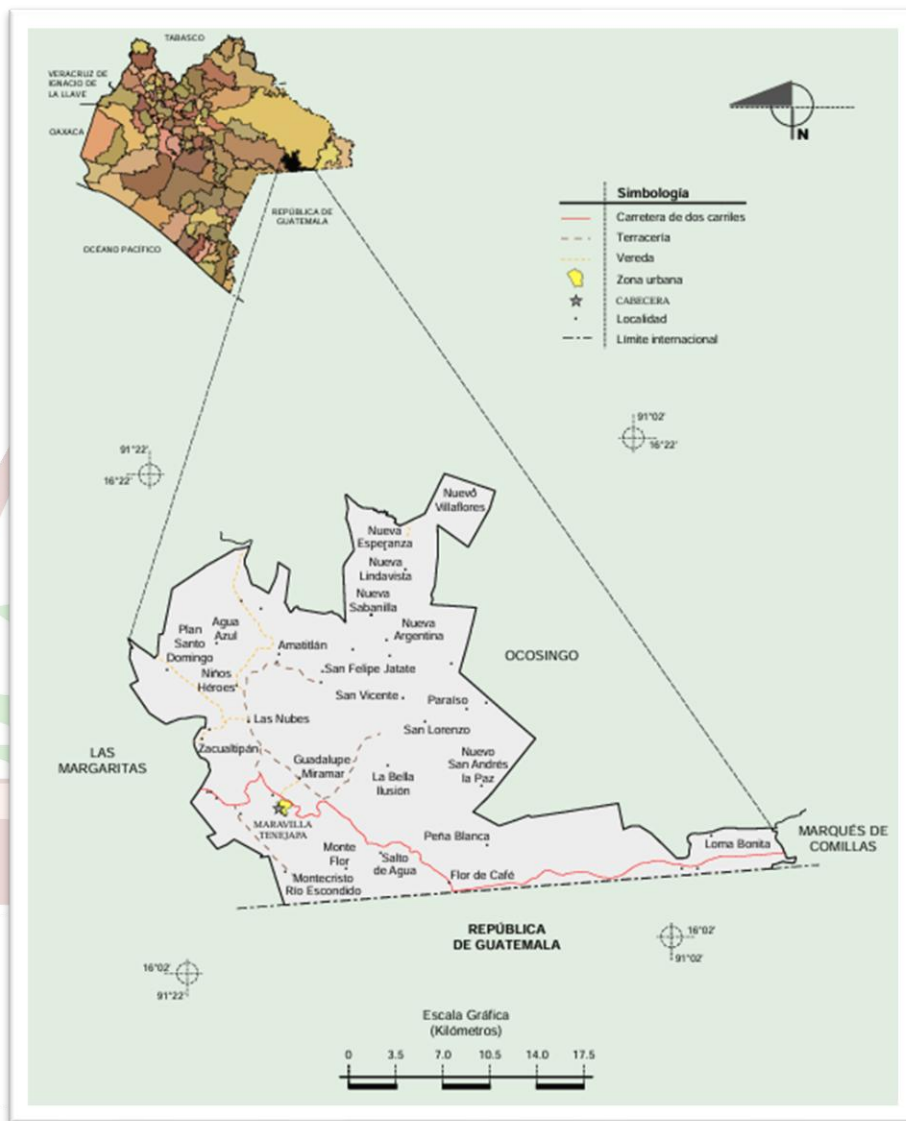 TABASCO
VERACRUZ DE
IGNACIO DE
LA LLAVE
OAXACA
REPÚBLICA DE
GUATEMALA
OCÉANO PACÍFICO
N
Simbología
Carretera de dos carriles
Terracería
Vereda
Zona urbana
CABECERA
Localidad
Límite internacional
91°02'
16°22'
91°22'
16°22'
Nuevo
Villaflores
Nueva
Esperanza
Nueva
Lindavista
Nueva
Sabanilla
Nueva
Argentina
Agua
Azul
Plan
Santo
Domingo
Amatitlán
Niños
Héroes
San Felipe Jatate
San Vicente
Paraíso
OCOSINGO
Las Nubes
San Lorenzo
Zacualtipán
LAS
MARGARITAS
Guadalupe
Miramar
La Bella
Ilusión
Nuevo
San Andrés
la Paz
MARAVILLA
TENEJAPA
Peña Blanca
Loma Bonita
MARQUÉS DE
COMILLAS
Monte
Flor
Salto
de Agua
Flor de Café
Montecristo
Río Escondido
REPÚBLICA
DE GUATEMALA
16°02'
91°02'
16°02'
91°22'
Escala Gráfica
(Kilómetros)
0 3.5 7.0 10.5 14.0 17.5